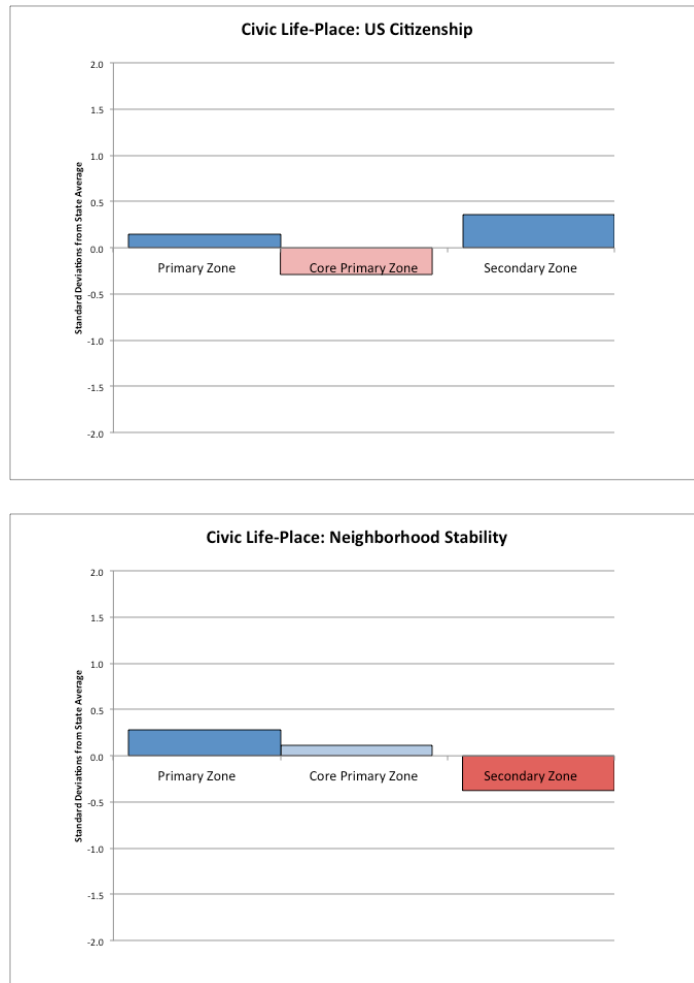 Civic Life-Place: US Citizenship
Standard Deviations from State Average
2.0
1.5
1.0
0.5
0.0
-0.5
-1.0
-1.5
-2.0
Primary Zone
Core Primary Zone
Secondary Zone
Civic Life-Place: Neighborhood Stability
Standard Deviations from State Average
2.0
1.5
1.0
0.5
0.0
-0.5
-1.0
-1.5
-2.0
Primary Zone
Core Primary Zone
Secondary Zone